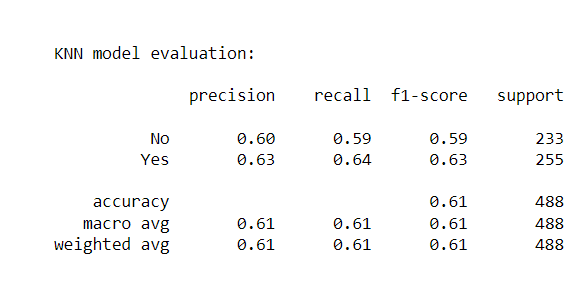 KNN model evaluation:
precision recall f1-score support
No 0.60 0.59 0.59 233
Yes 0.63 0.64 0.63 255
accuracy 0.61 488
macro avg 0.61 0.61 0.61 488
weighted avg 0.61 0.61 0.61 488